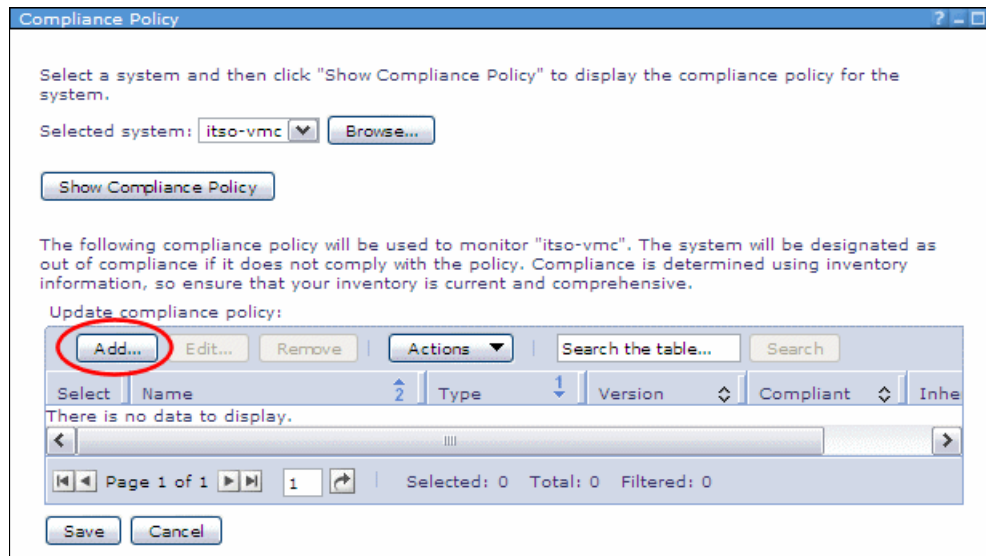 Compliance Policy
Select a system and then click "Show Compliance Policy" to display the compliance policy for the
system.
Selected system: itso-vmc Browse...
Show Compliance Policy
The following compliance policy will be used to monitor "itso-vmc". The system will be designated as
out of compliance if it does not comply with the policy. Compliance is determined using inventory
information, so ensure that your inventory is current and comprehensive.
Update compliance policy:
Add... Edit... Remove Actions Search the table... Search
Select Name 2 Type 1 Version Compliant Inhe
There is no data to display.
Page 1 of 1 1 Selected: 0 Total: 0 Filtered: 0
Save Cancel